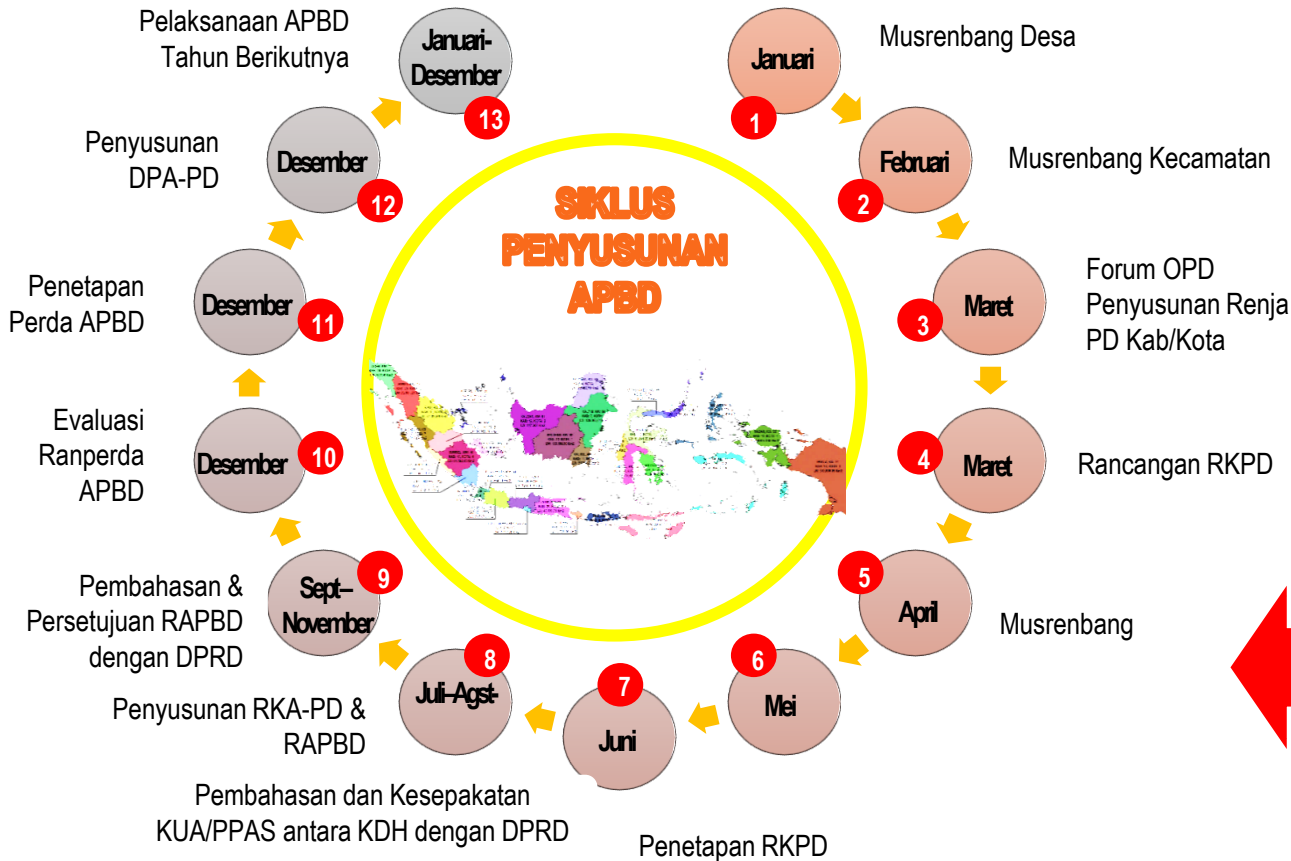 SIKLUS
PENYUSUNAN
APBD
Januari
1
Musrenbang Desa
Februari
2
Musrenbang Kecamatan
Maret
3
Forum OPD
Penyusunan Renja
PD Kab/Kota
Maret
4
Rancangan RKPD
April
5
Musrenbang
Mei
6
Penetapan RKPD
Juni
7
Pembahasan dan Kesepakatan
KUA/PPAS antara KDH dengan DPRD
Juli–Agst-
8
Penyusunan RKA-PD &
RAPBD
Sept–
November
9
Pembahasan &
Persetujuan RAPBD
dengan DPRD
Desember
10
Evaluasi
Ranperda
APBD
Desember
11
Penetapan
Perda APBD
Desember
12
Penyusunan
DPA-PD
Januari-
Desember
13
Pelaksanaan APBD
Tahun Berikutnya